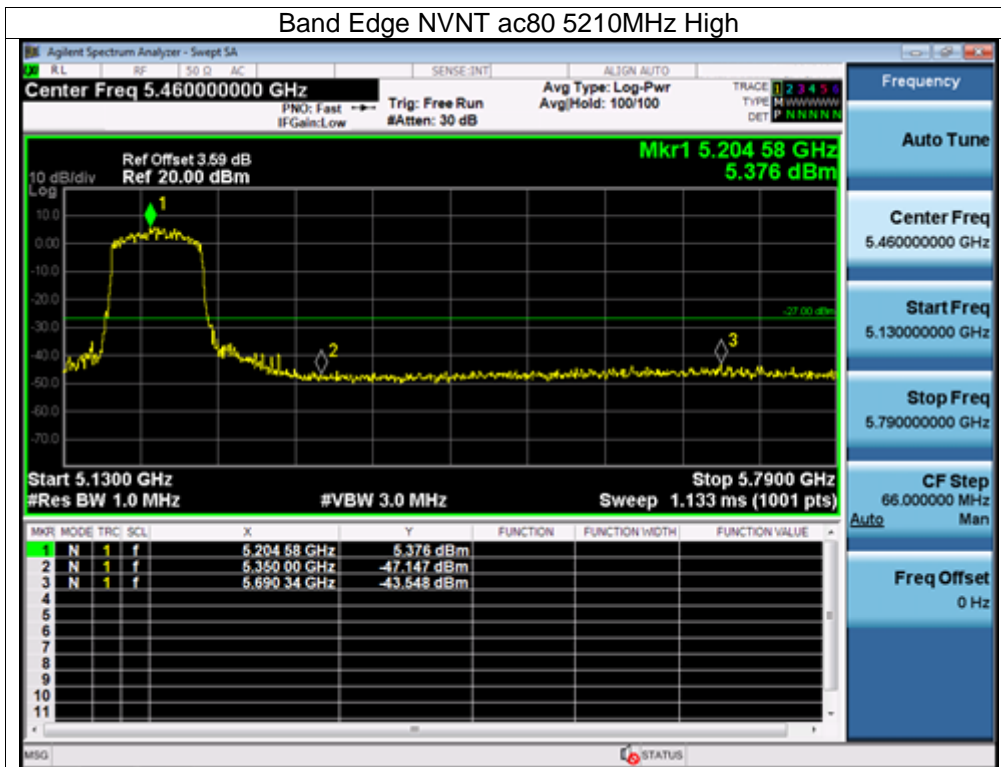 Band Edge NVNT ac80 5210MHz High
Agilent Spectrum Analyzer - Swept SA
RL RF 50 Ω AC SENSE:INT ALIGN AUTO
Center Freq 5.460000000 GHz
PNO: Fast
IFGain:Low
Trig: Free Run
#Atten: 30 dB
Avg Type: Log-Pwr
Avg|Hold: 100/100
TRACE 1 2 3 4 5 6
TYPE M WWWWW
DET P N N N N N
Frequency
Auto Tune
Center Freq
5.460000000 GHz
Start Freq
5.130000000 GHz
Stop Freq
5.790000000 GHz
CF Step
66.000000 MHz
Auto Man
Freq Offset
0 Hz
Mkr1 5.204 58 GHz
5.376 dBm
Ref Offset 3.59 dB
10 dB/div Ref 20.00 dBm
Log
10.0
0.00
-10.0
-20.0
-30.0
-40.0
-50.0
-60.0
-70.0
1
2
3
-27.00 dBm
Start 5.1300 GHz Stop 5.7900 GHz
#Res BW 1.0 MHz #VBW 3.0 MHz Sweep 1.133 ms (1001 pts)
MKR MODE TRC SCL X Y FUNCTION FUNCTION WIDTH FUNCTION VALUE
1 N 1 f 5.204 58 GHz 5.376 dBm
2 N 1 f 5.350 00 GHz -47.147 dBm
3 N 1 f 5.690 34 GHz -43.548 dBm
4
5
6
7
8
9
10
11
MSG STATUS